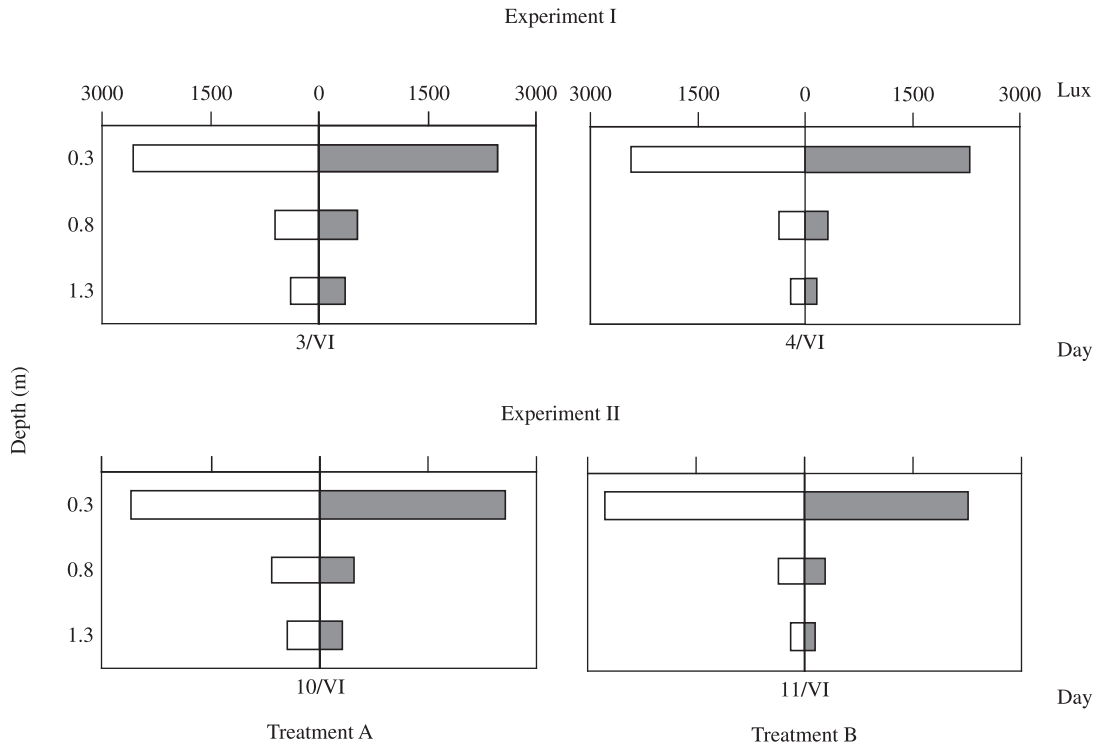 Experiment I
3000 1500 0 1500 3000 3000 1500 0 1500 3000 Lux
0.3
0.8
1.3
3/VI 4/VI
Day
Depth (m)
Experiment II
0.3
0.8
1.3
10/VI 11/VI
Day
Treatment A Treatment B